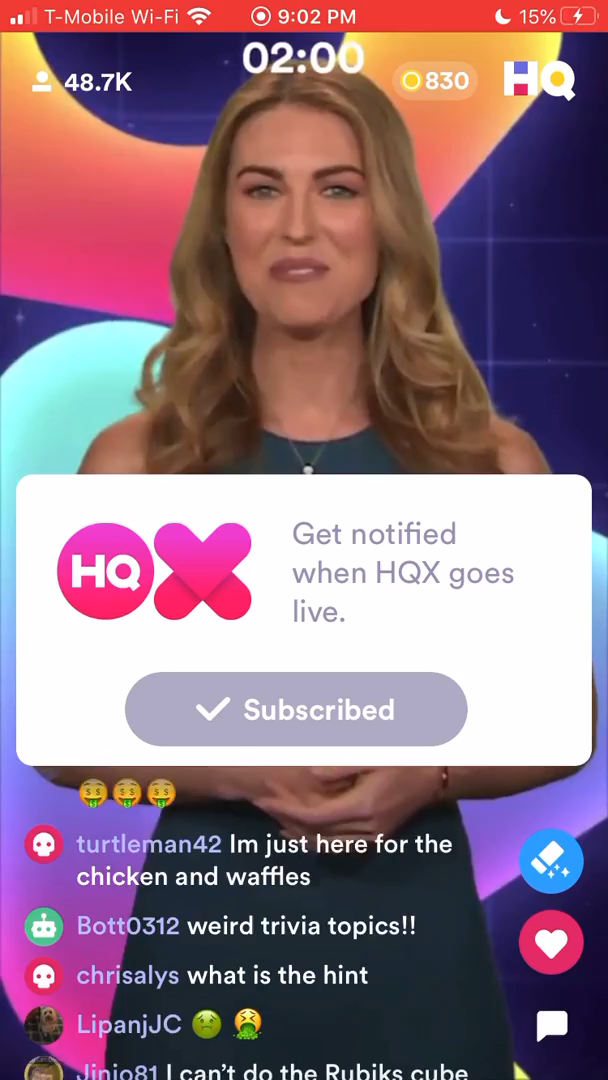 T-Mobile Wi-Fi 9:02 PM 15%
02:00
48.7K
830
HQ
HQX
Get notified
when HQX goes
live.
Subscribed
turtleman42 Im just here for the
chicken and waffles
Bott0312 weird trivia topics!!
chrisalys what is the hint
LipanjJC
Jinio81 I can't do the Rubiks cube